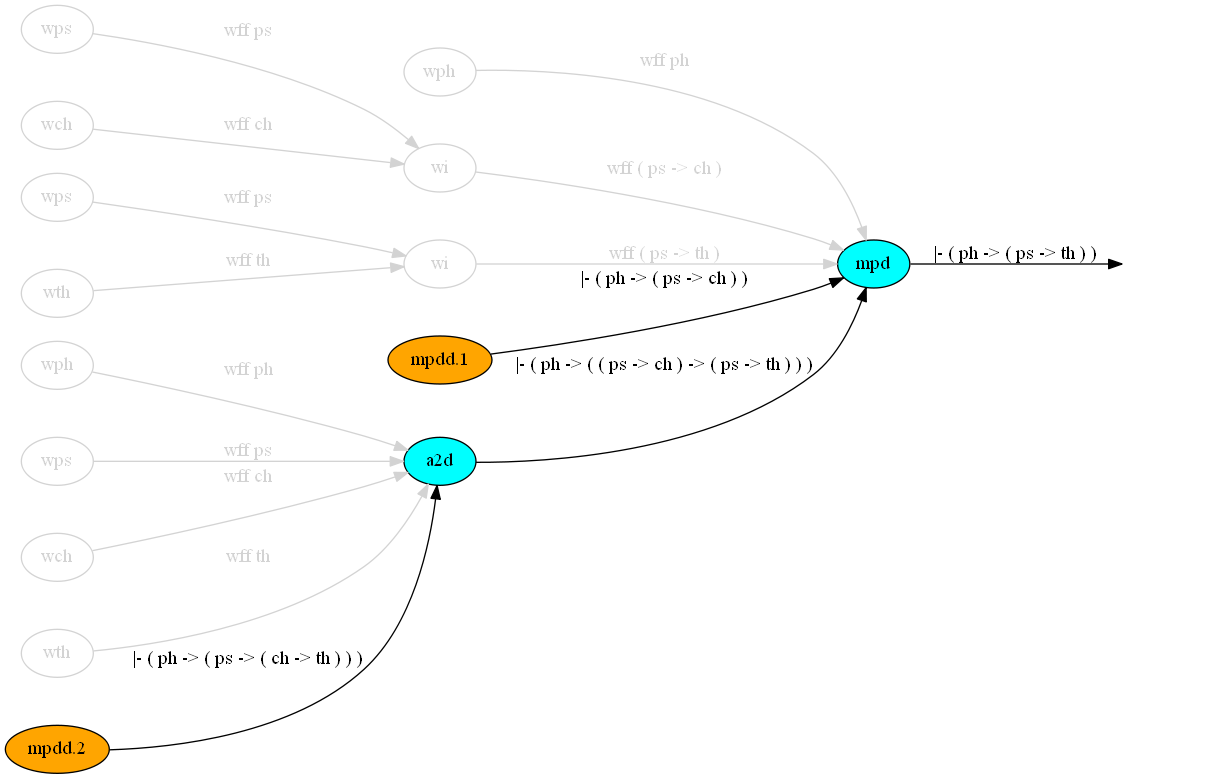 wps
wff ps
wph
wff ph
wch
wff ch
wi
wff ( ps -> ch )
wps
wff ps
wi
wff ( ps -> th )
mpd
|- ( ph -> ( ps -> th ) )
wff th
wth
|- ( ph -> ( ps -> ch ) )
mpdd.1
|- ( ph -> ( ( ps -> ch ) -> ( ps -> th ) ) )
wph
wff ph
wps
wff ps
a2d
wff ch
wch
wff th
wth
|- ( ph -> ( ps -> ( ch -> th ) ) )
mpdd.2